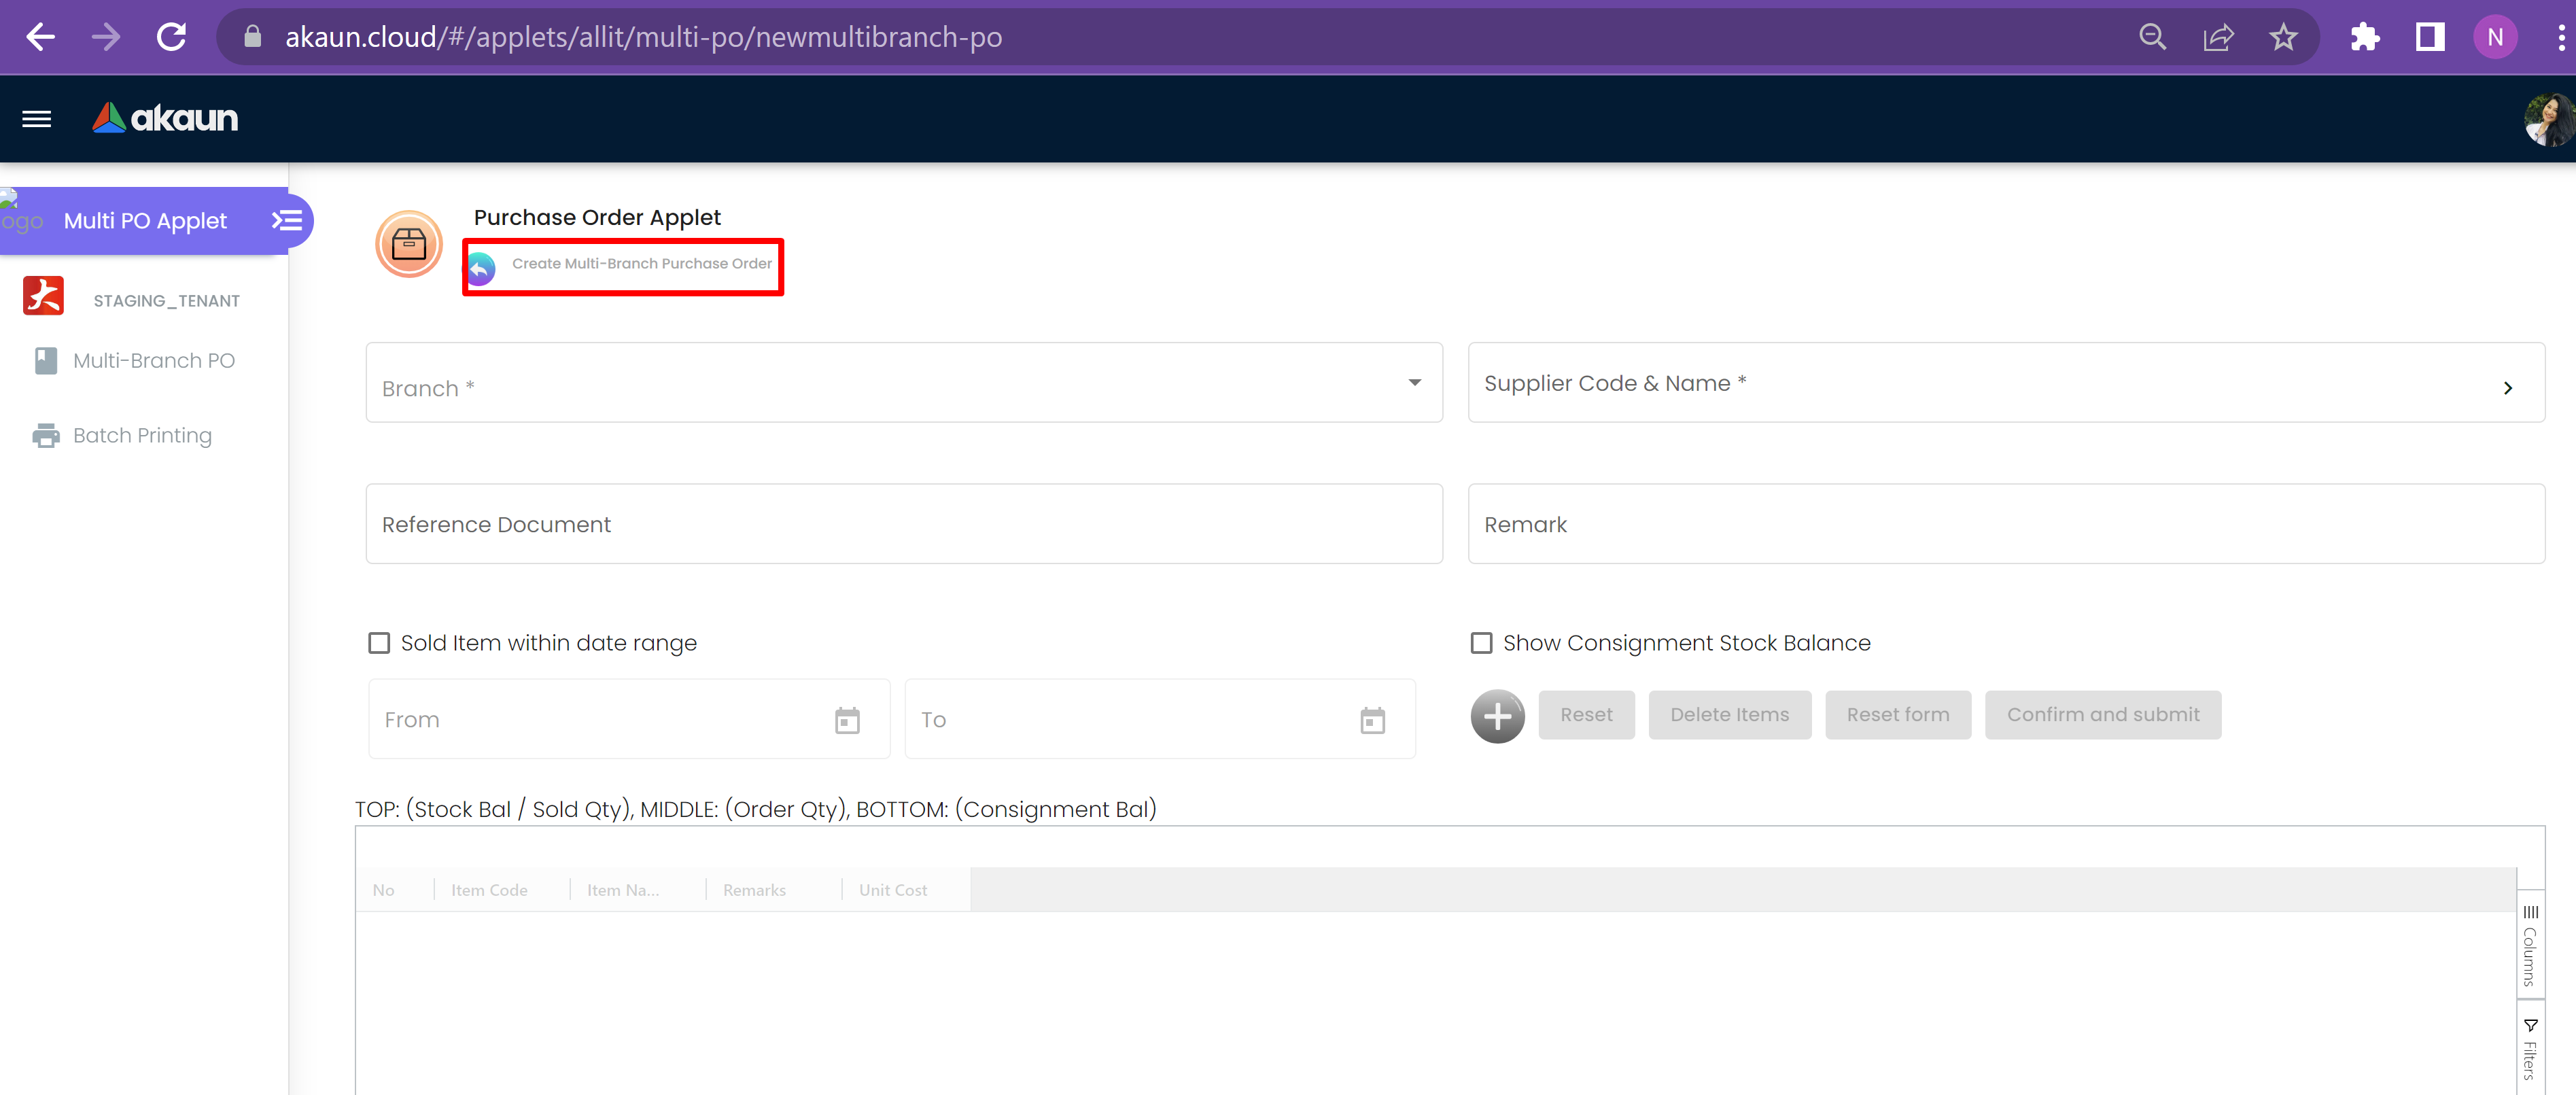 akaun.cloud/#/applets/allit/multi-po/newmultibranch-po
N
akaun
ogo
Multi PO Applet
STAGING_TENANT
Multi-Branch PO
Batch Printing
Purchase Order Applet
Create Multi-Branch Purchase Order
Branch *
Supplier Code & Name *
Reference Document
Remark
Sold Item within date range
Show Consignment Stock Balance
From
To
Reset
Delete Items
Reset form
Confirm and submit
TOP: (Stock Bal / Sold Qty), MIDDLE: (Order Qty), BOTTOM: (Consignment Bal)
No
Item Code
Item Na...
Remarks
Unit Cost
Columns
Filters